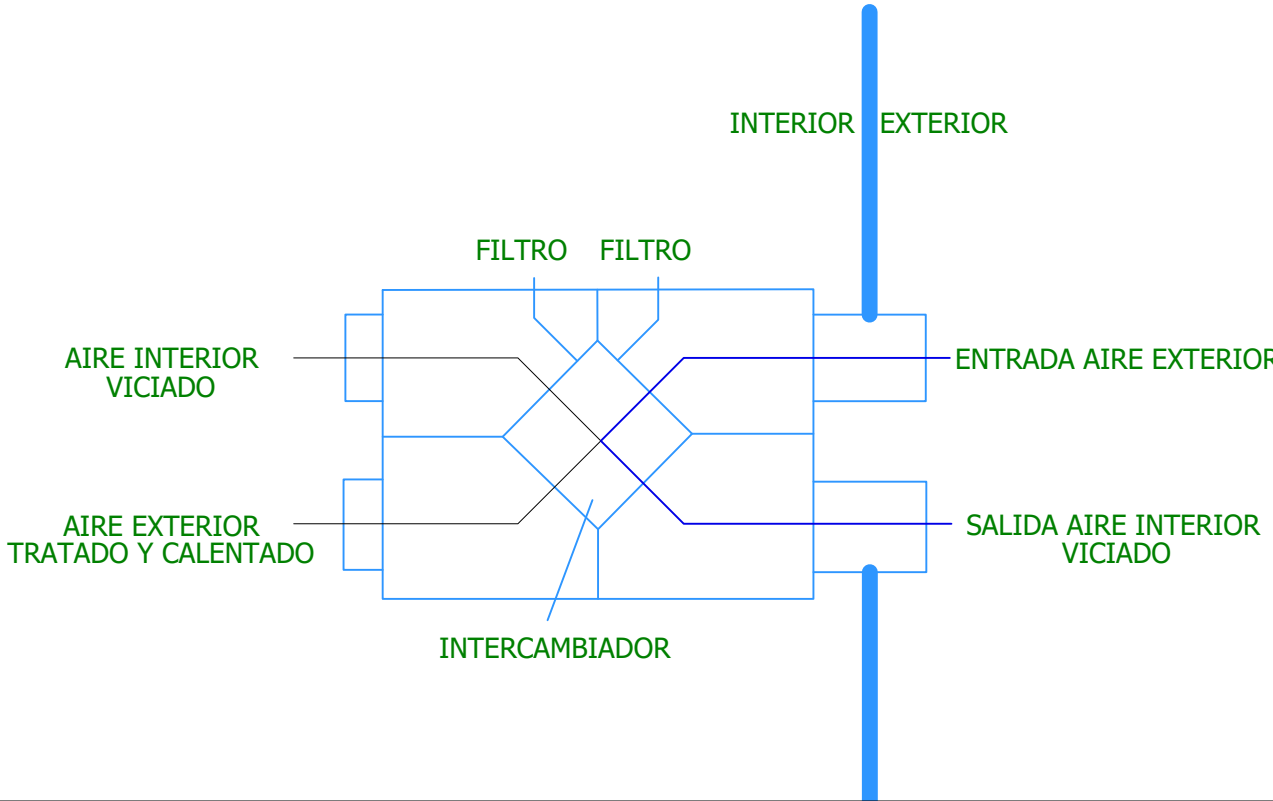 INTERIOR EXTERIOR
FILTRO FILTRO
AIRE INTERIOR
VICIADO
ENTRADA AIRE EXTERIOR
AIRE EXTERIOR
TRATADO Y CALENTADO
SALIDA AIRE INTERIOR
VICIADO
INTERCAMBIADOR